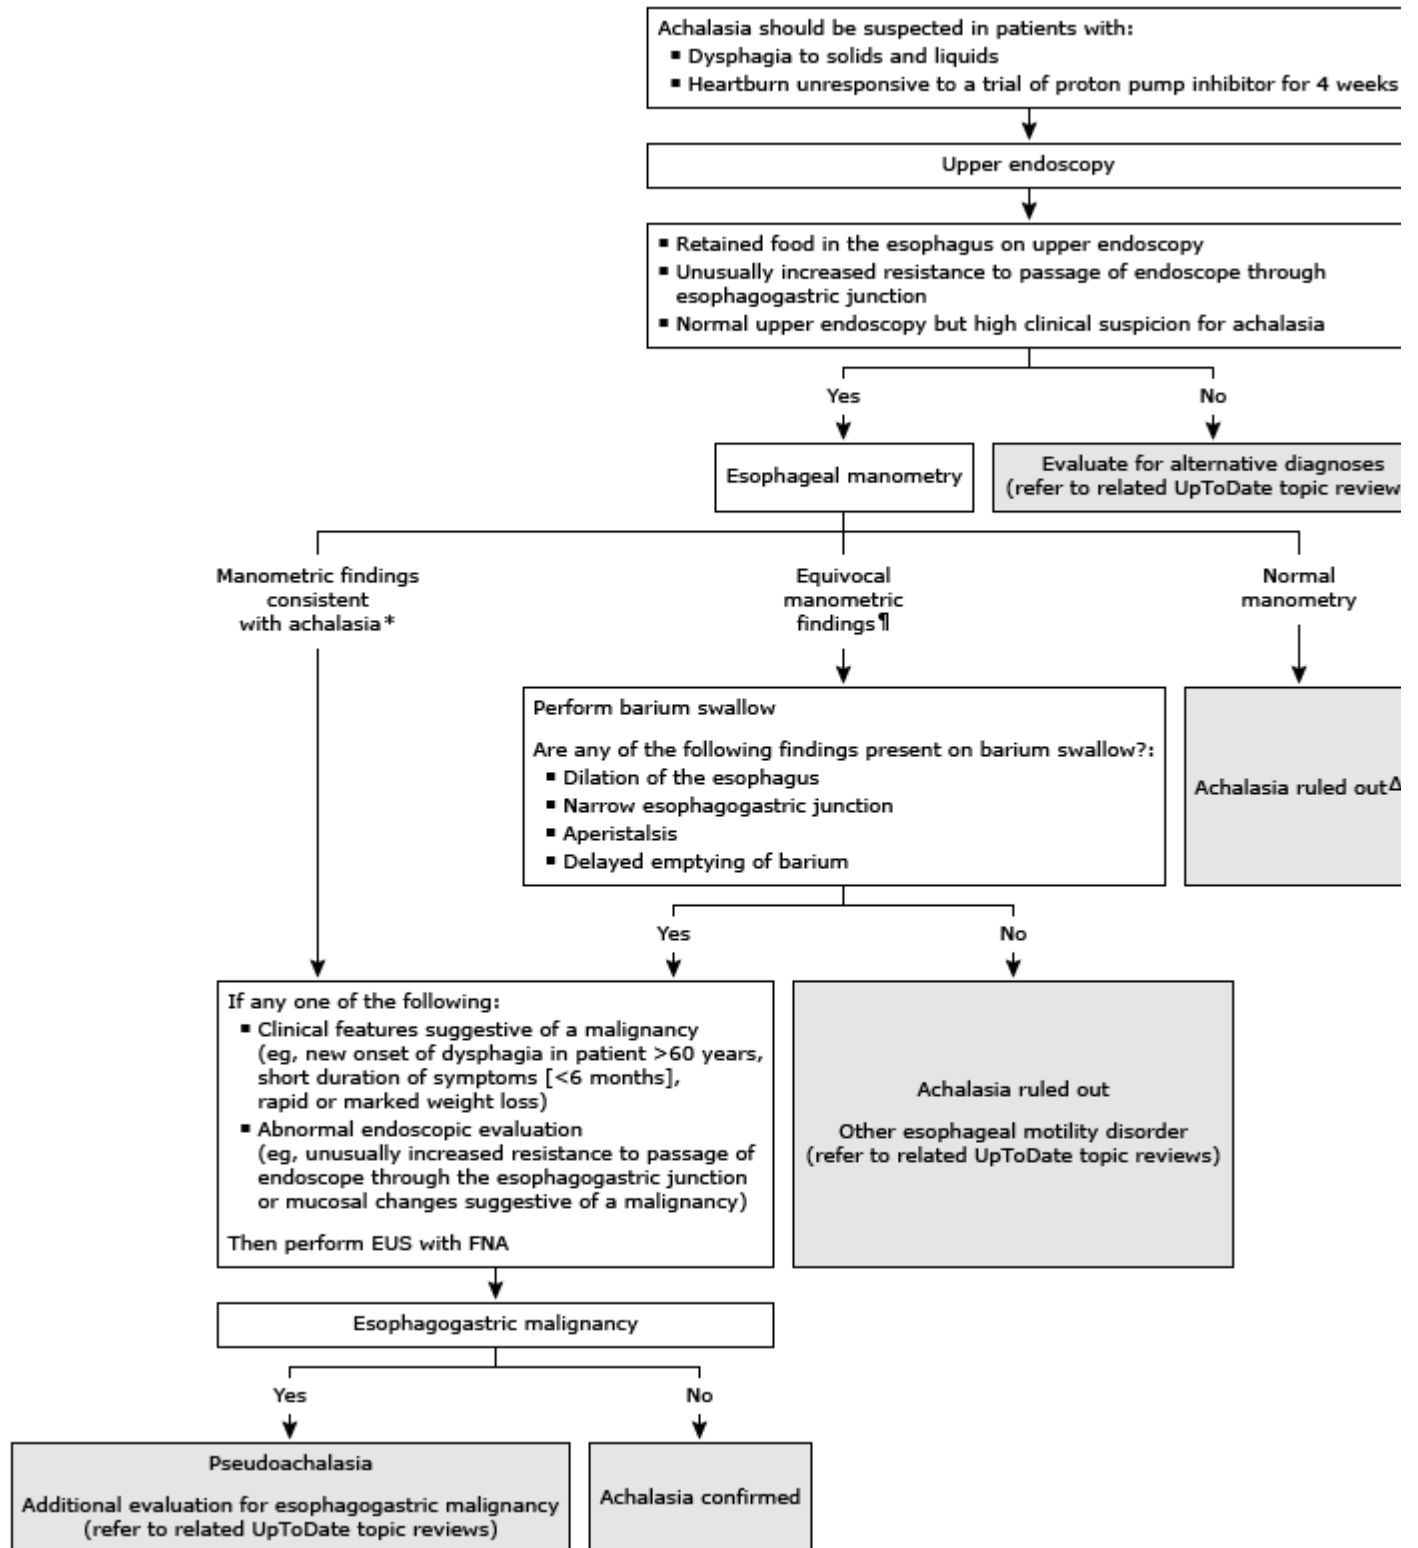 Achalasia should be suspected in patients with:
▪ Dysphagia to solids and liquids
▪ Heartburn unresponsive to a trial of proton pump inhibitor for 4 weeks
Upper endoscopy
▪ Retained food in the esophagus on upper endoscopy
▪ Unusually increased resistance to passage of endoscope through
esophagogastric junction
▪ Normal upper endoscopy but high clinical suspicion for achalasia
Yes
No
Esophageal manometry
Evaluate for alternative diagnoses
(refer to related UpToDate topic review
Manometric findings
consistent
with achalasia*
Equivocal
manometric
findings¶
Normal
manometry
Perform barium swallow
Are any of the following findings present on barium swallow?:
▪ Dilation of the esophagus
▪ Narrow esophagogastric junction
▪ Aperistalsis
▪ Delayed emptying of barium
Achalasia ruled outΔ
Yes
No
If any one of the following:
▪ Clinical features suggestive of a malignancy
(eg, new onset of dysphagia in patient >60 years,
short duration of symptoms [<6 months],
rapid or marked weight loss)
▪ Abnormal endoscopic evaluation
(eg, unusually increased resistance to passage of
endoscope through the esophagogastric junction
or mucosal changes suggestive of a malignancy)
Then perform EUS with FNA
Achalasia ruled out
Other esophageal motility disorder
(refer to related UpToDate topic reviews)
Esophagogastric malignancy
Yes
No
Pseudoachalasia
Additional evaluation for esophagogastric malignancy
(refer to related UpToDate topic reviews)
Achalasia confirmed